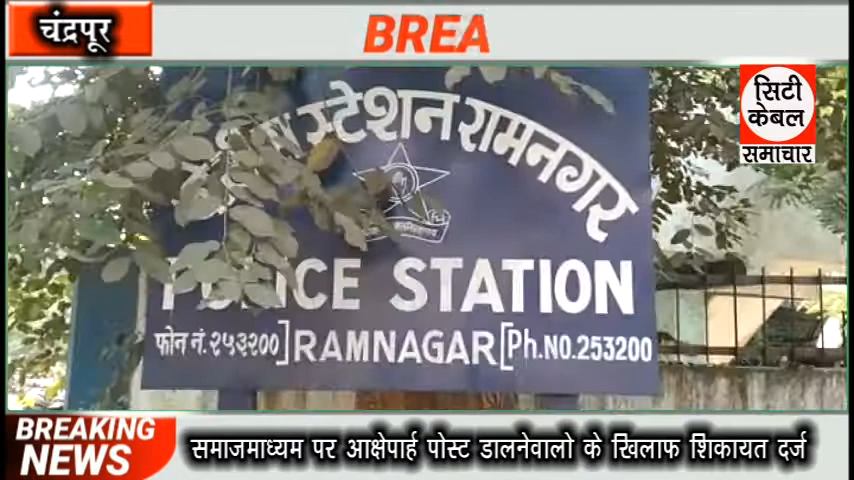 चंद्रपूर
BREA
सिटी
केबल
समाचार
स्टेशन रामनगर
POLICE STATION
फोन नं. २५३२००] RAMNAGAR [Ph.NO.253200
BREAKING
NEWS
समाजमाध्यम पर आक्षेपार्ह पोस्ट डालनेवालो के खिलाफ शिकायत दर्ज